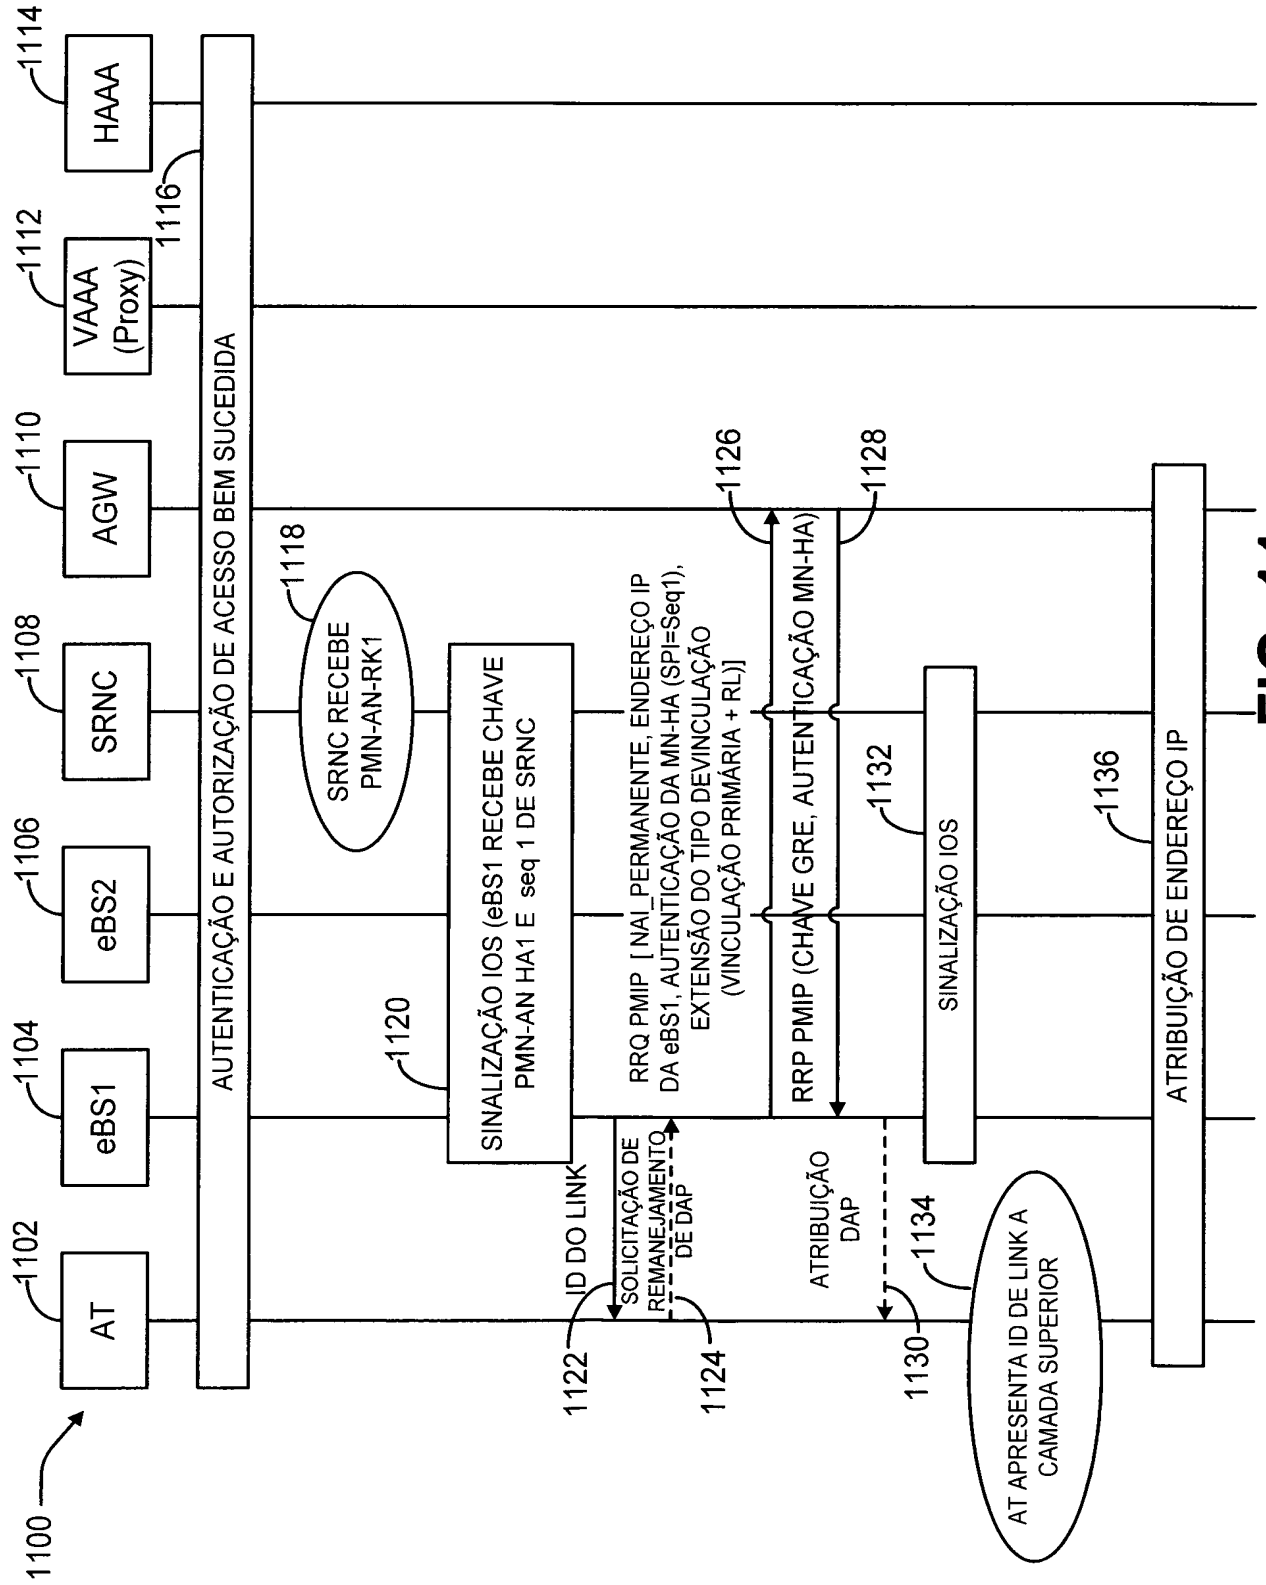 1100
1102
AT
1104
eBS1
1106
eBS2
1108
SRNC
1110
AGW
1112
VAAA
(Proxy)
1114
HAAA
AUTENTICAÇÃO E AUTORIZAÇÃO DE ACESSO BEM SUCEDIDA
1116
1118
SRNC RECEBE
PMN-AN-RK1
1120
SINALIZAÇÃO IOS (eBS1 RECEBE CHAVE
PMN-AN HA1 E seq 1 DE SRNC
ID DO LINK
1122
SOLICITAÇÃO DE
REMANEJAMENTO
DE DAP
1124
RRQ PMIP [ NAI_PERMANENTE, ENDEREÇO IP
DA eBS1, AUTENTICAÇÃO DA MN-HA (SPI=Seq1),
EXTENSÃO DO TIPO DEVINCULAÇÃO
(VINCULAÇÃO PRIMÁRIA + RL)]
1126
RRP PMIP (CHAVE GRE, AUTENTICAÇÃO MN-HA)
1128
ATRIBUIÇÃO
DAP
1130
1132
SINALIZAÇÃO IOS
1134
AT APRESENTA ID DE LINK A
CAMADA SUPERIOR
1136
ATRIBUIÇÃO DE ENDEREÇO IP